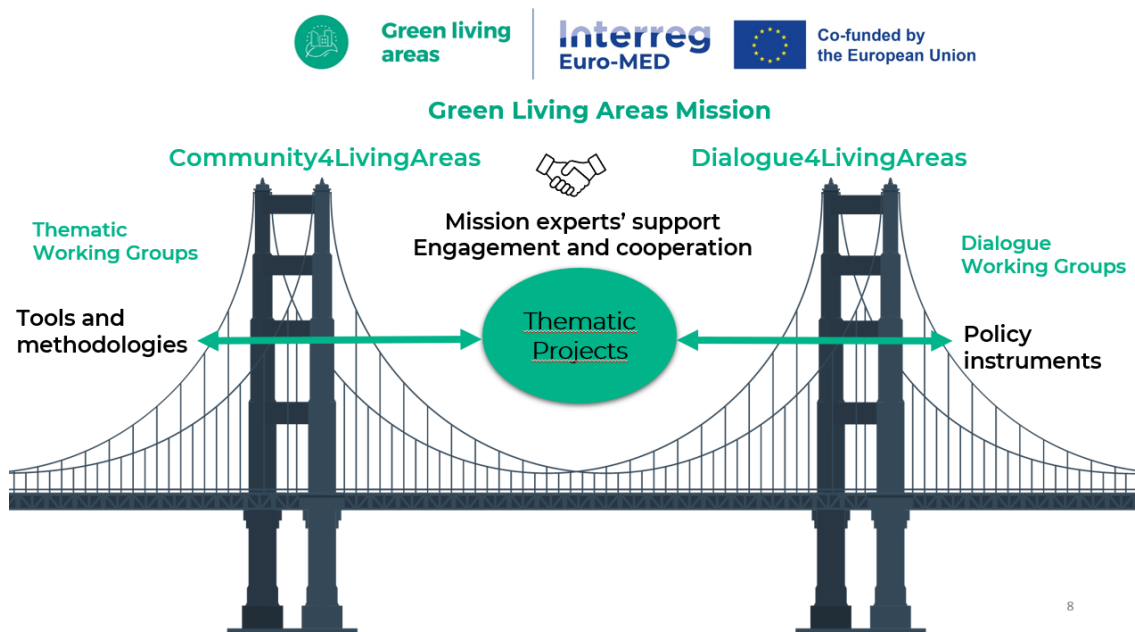 Green living
areas
Interreg
Euro-MED
Co-funded by
the European Union
Green Living Areas Mission
Community4LivingAreas
Dialogue4LivingAreas
Mission experts’ support
Engagement and cooperation
Thematic
Working Groups
Dialogue
Working Groups
Tools and
methodologies
Thematic
Projects
Policy
instruments
8